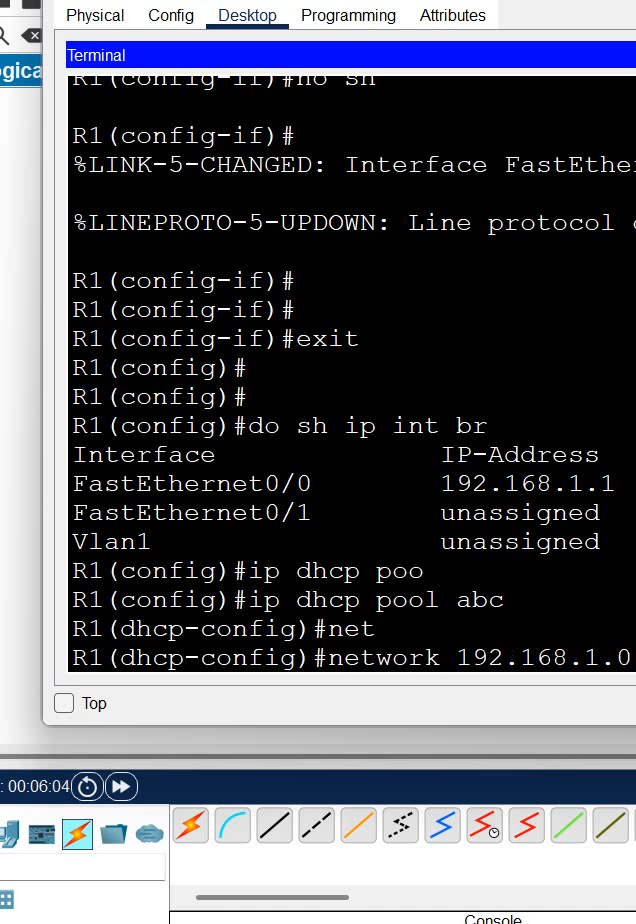 Physical Config Desktop Programming Attributes
ogica
Terminal
R1(config-if)#no sh
R1(config-if)#
%LINK-5-CHANGED: Interface FastEther
%LINEPROTO-5-UPDOWN: Line protocol
R1(config-if)#
R1(config-if)#
R1(config-if)#exit
R1(config)#
R1(config)#
R1(config)#do sh ip int br
Interface IP-Address
FastEthernet0/0 192.168.1.1
FastEthernet0/1 unassigned
Vlan1 unassigned
R1(config)#ip dhcp poo
R1(config)#ip dhcp pool abc
R1(dhcp-config)#net
R1(dhcp-config)#network 192.168.1.0
Top
: 00:06:04
Console